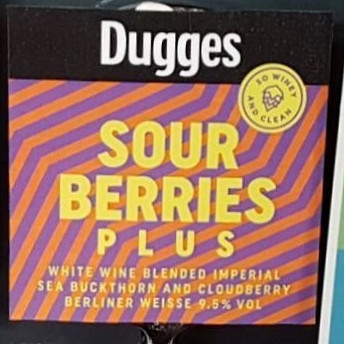 Dugges
SO WINEY
AND CLEAN
SOUR
BERRIES
PLUS
WHITE WINE BLENDED IMPERIAL
SEA BUCKTHORN AND CLOUDBERRY
BERLINER WEISSE 9.5% VOL